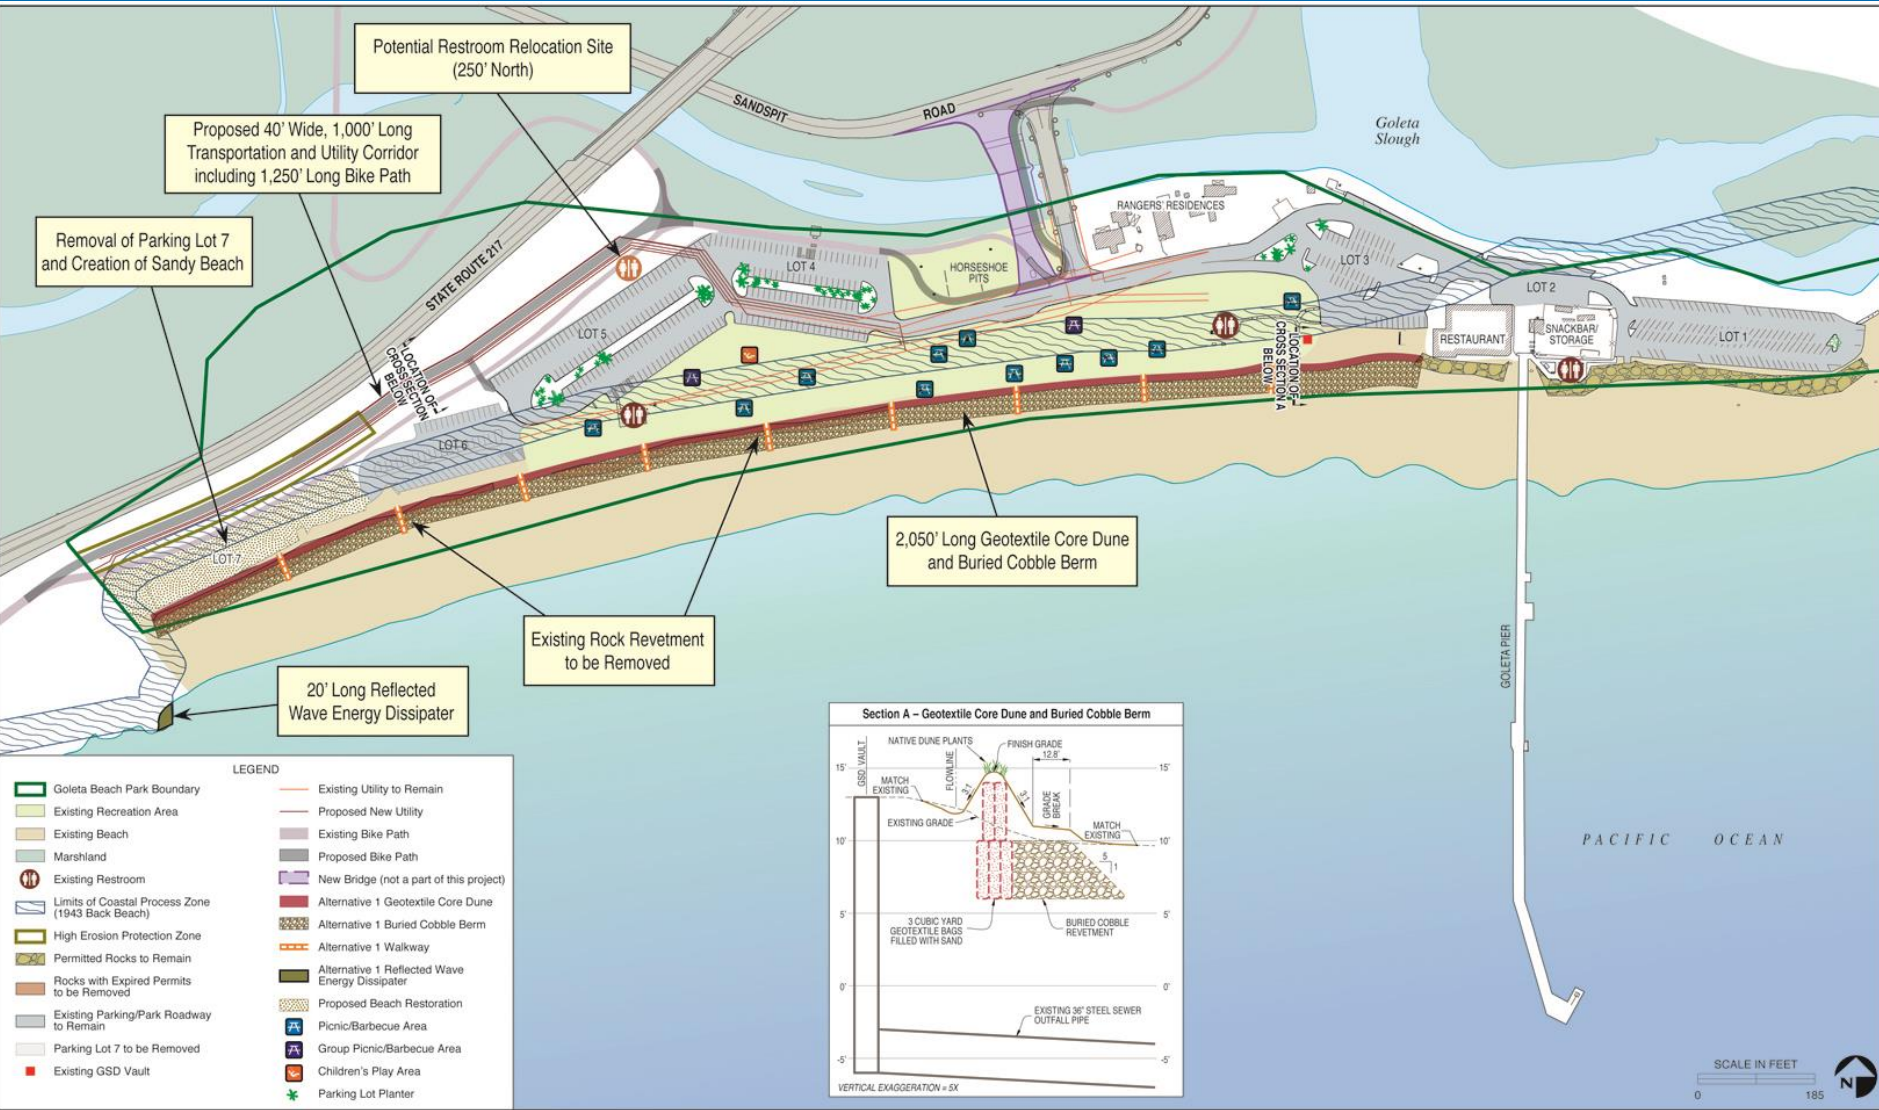 Potential Restroom Relocation Site
(250' North)
Proposed 40' Wide, 1,000' Long
Transportation and Utility Corridor
including 1,250' Long Bike Path
Removal of Parking Lot 7
and Creation of Sandy Beach
SANDSPIT
ROAD
Goleta
Slough
STATE ROUTE 217
RANGERS' RESIDENCES
HORSESHOE
PITS
LOT 4
LOT 3
LOT 2
LOT 5
LOT 1
RESTAURANT
SNACKBAR/
STORAGE
LOCATION OF
CROSS SECTION
BELOW
LOCATION OF
CROSS SECTION A
BELOW
LOT 6
LOT 7
2,050' Long Geotextile Core Dune
and Buried Cobble Berm
Existing Rock Revetment
to be Removed
20' Long Reflected
Wave Energy Dissipater
GOLETA PIER
PACIFIC OCEAN
LEGEND
Goleta Beach Park Boundary
Existing Recreation Area
Existing Beach
Marshland
Existing Restroom
Limits of Coastal Process Zone
(1943 Back Beach)
High Erosion Protection Zone
Permitted Rocks to Remain
Rocks with Expired Permits
to be Removed
Existing Parking/Park Roadway
to Remain
Parking Lot 7 to be Removed
Existing GSD Vault
Existing Utility to Remain
Proposed New Utility
Existing Bike Path
Proposed Bike Path
New Bridge (not a part of this project)
Alternative 1 Geotextile Core Dune
Alternative 1 Buried Cobble Berm
Alternative 1 Walkway
Alternative 1 Reflected Wave
Energy Dissipater
Proposed Beach Restoration
Picnic/Barbecue Area
Group Picnic/Barbecue Area
Children's Play Area
Parking Lot Planter
Section A – Geotextile Core Dune and Buried Cobble Berm
NATIVE DUNE PLANTS
FINISH GRADE
12.8'
GSD VAULT
FLOWLINE
15'
15'
MATCH
EXISTING
3:1
3:1
GRADE
BREAK
EXISTING GRADE
MATCH
EXISTING
10'
10'
5
1
5'
5'
3 CUBIC YARD
GEOTEXTILE BAGS
FILLED WITH SAND
BURIED COBBLE
REVETMENT
0'
0'
EXISTING 36" STEEL SEWER
OUTFALL PIPE
-5'
-5'
VERTICAL EXAGGERATION = 5X
SCALE IN FEET
0
185
N